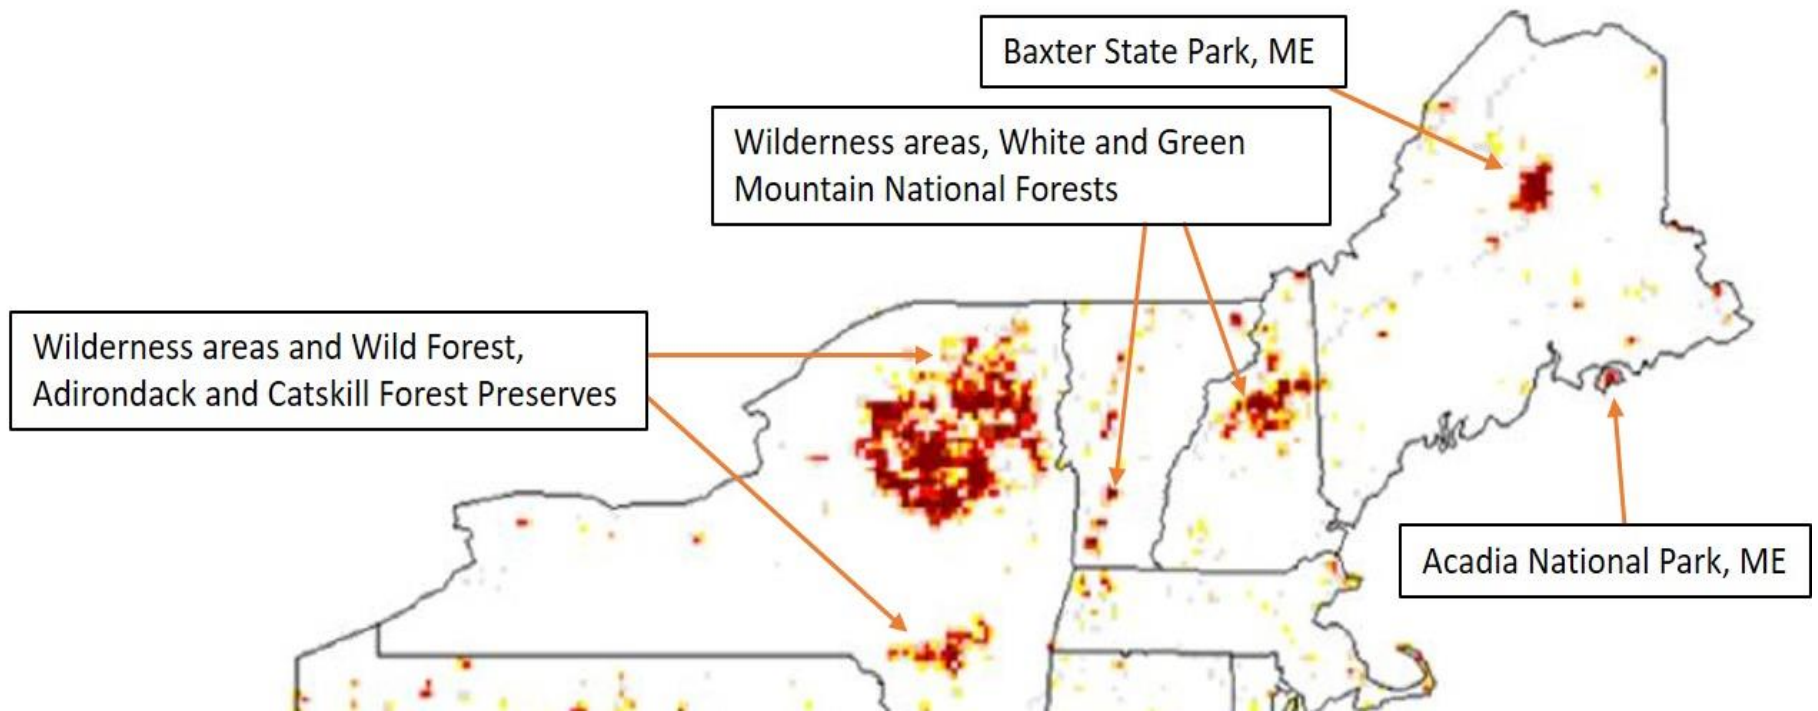 Baxter State Park, ME
Wilderness areas, White and Green
Mountain National Forests
Wilderness areas and Wild Forest,
Adirondack and Catskill Forest Preserves
Acadia National Park, ME